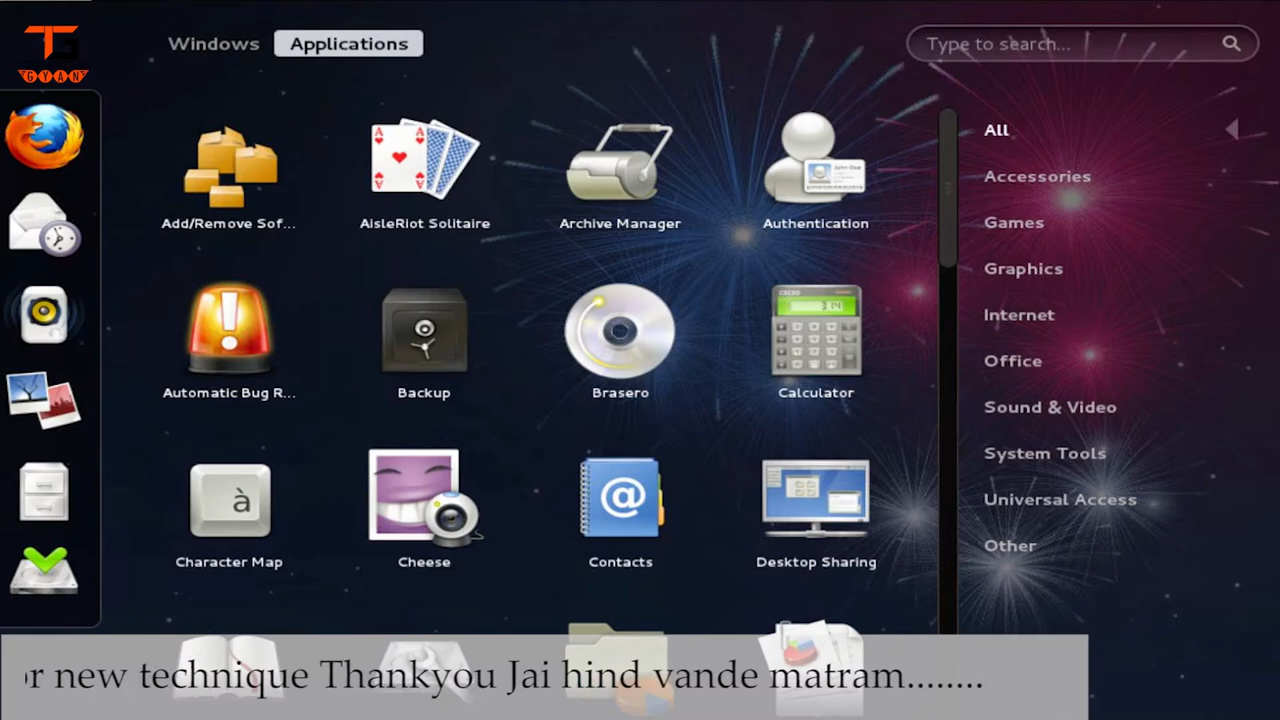 TG
GYAN
Windows
Applications
Type to search...
Add/Remove Sof...
AisleRiot Solitaire
Archive Manager
Authentication
Automatic Bug R...
Backup
Brasero
Calculator
Character Map
Cheese
Contacts
Desktop Sharing
All
Accessories
Games
Graphics
Internet
Office
Sound & Video
System Tools
Universal Access
Other
new technique Thankyou Jai hind vande matram........